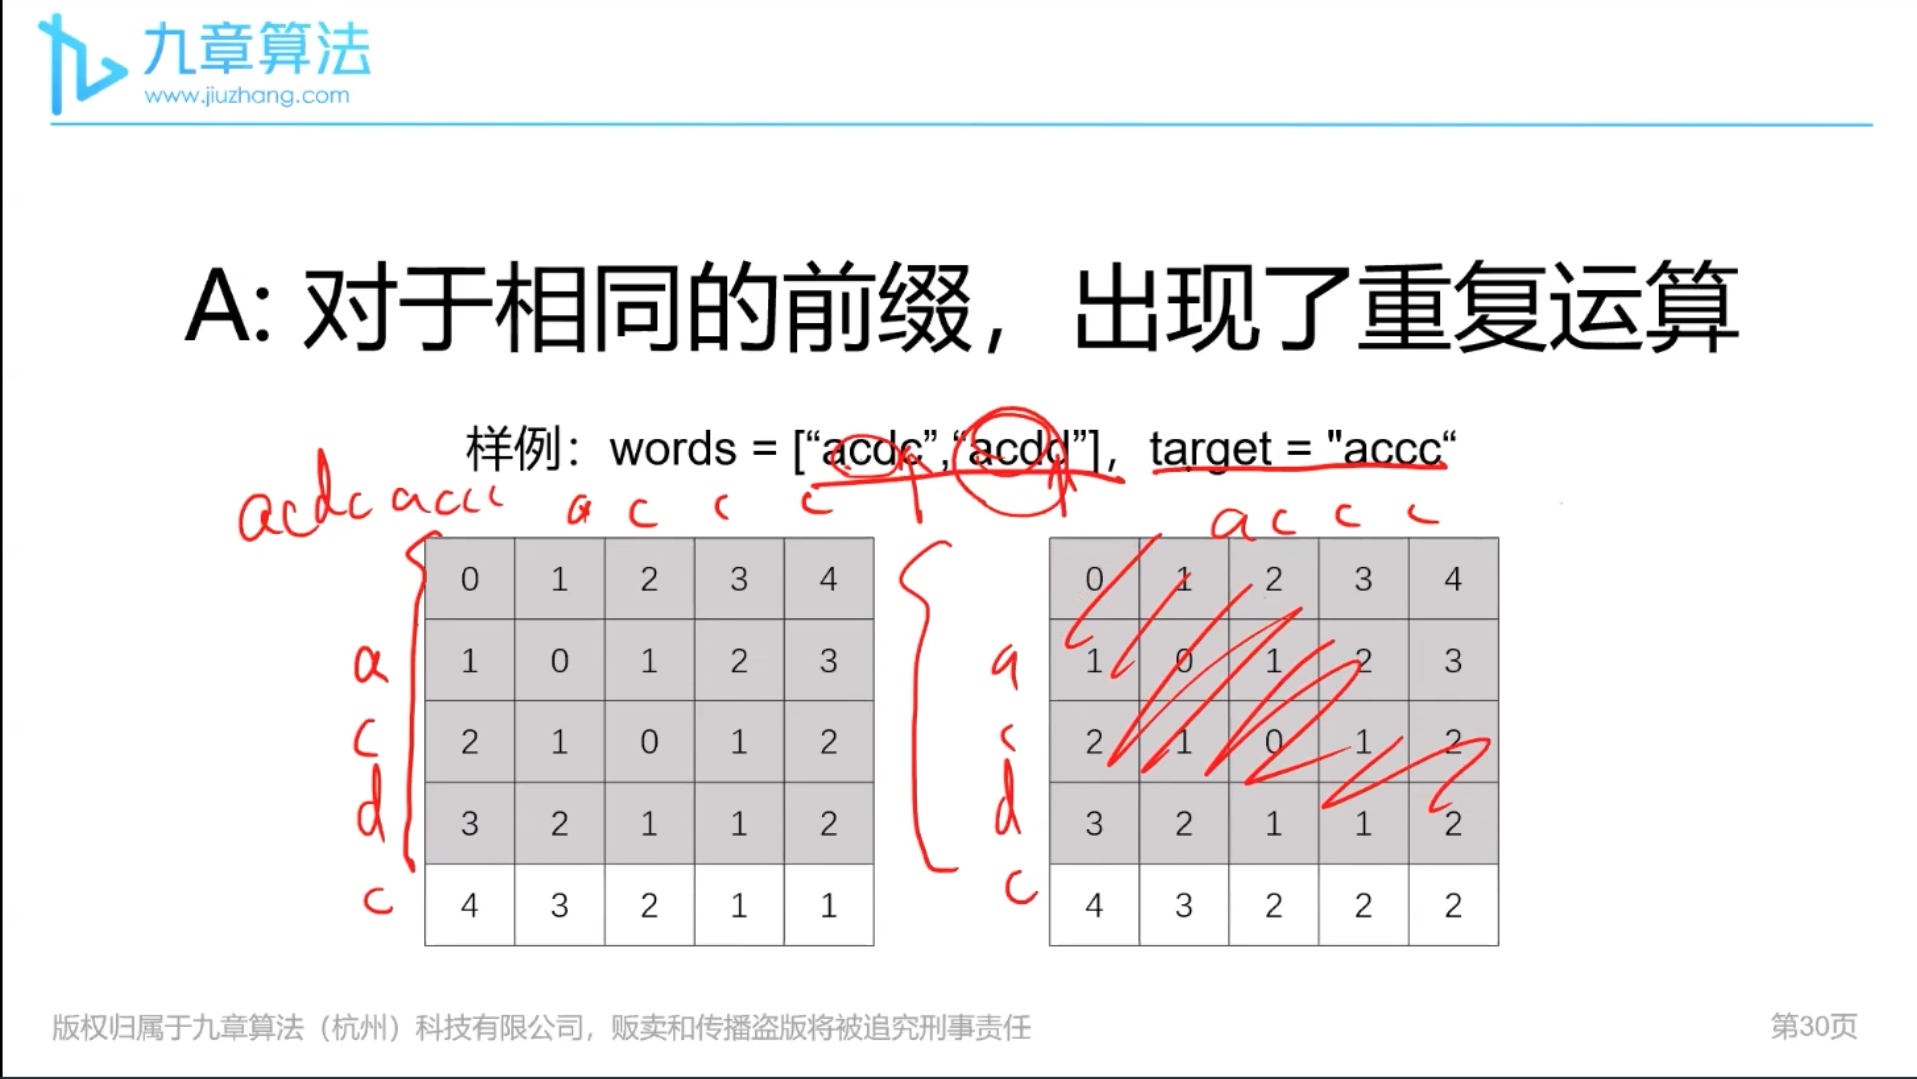 九章算法
www.jiuzhang.com
A: 对于相同的前缀，出现了重复运算
样例：words = [“acdc”,“acdd”]，target = "accc“
acdc accc a c c c
a c c c
0 1 2 3 4
0 1 2 3 4
a 1 0 1 2 3
a 1 0 1 2 3
c 2 1 0 1 2
c 2 1 0 1 2
d 3 2 1 1 2
d 3 2 1 1 2
c 4 3 2 1 1
c 4 3 2 2 2
版权归属于九章算法（杭州）科技有限公司，贩卖和传播盗版将被追究刑事责任
第30页